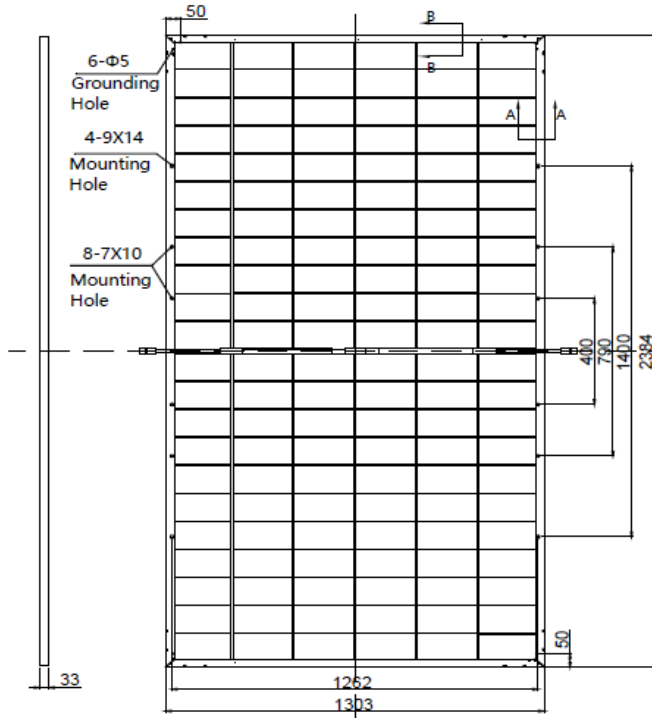 50
B
B
6-Φ5
Grounding
Hole
A
A
4-9X14
Mounting
Hole
8-7X10
Mounting
Hole
400
790
1400
2384
50
33
1262
1303